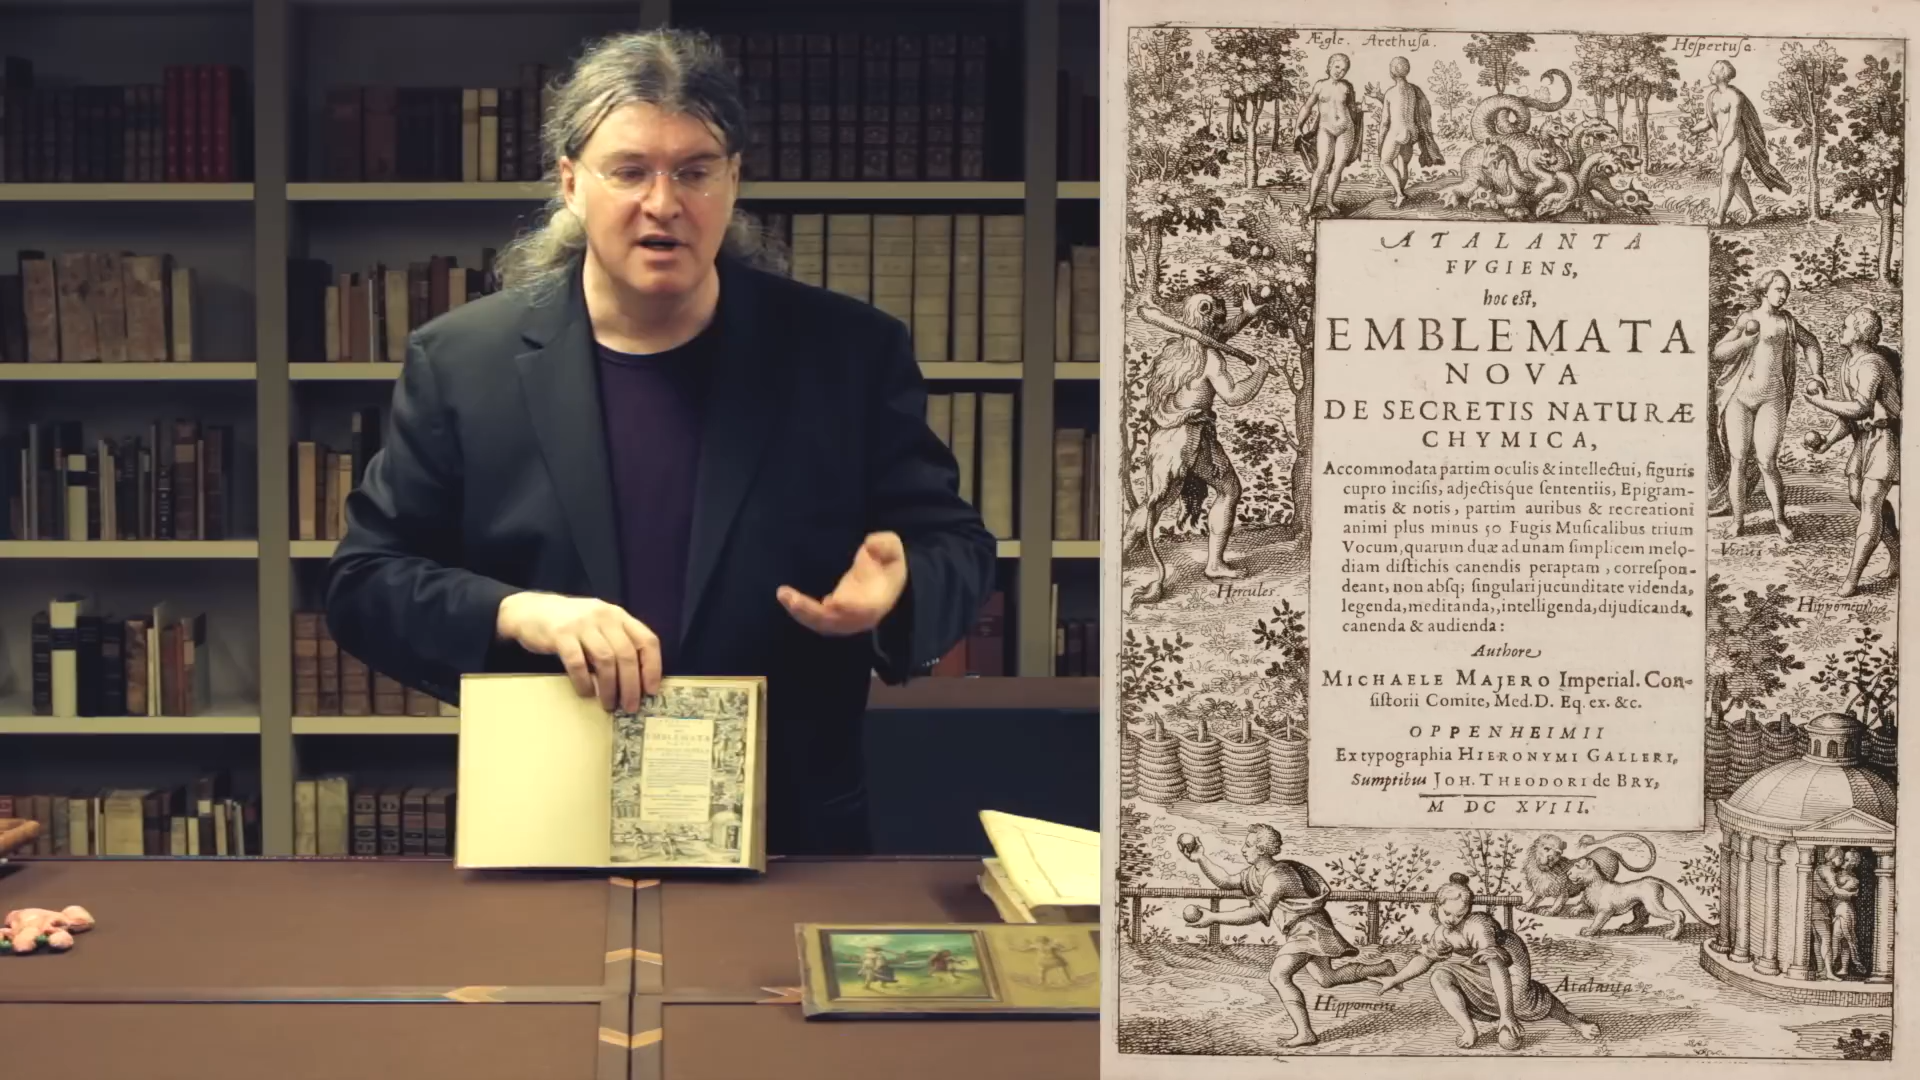 Ægle. Arethusa.
Hespertusa.
ATALANTA
FVGIENS,
hoc est,
EMBLEMATA
NOVA
DE SECRETIS NATURÆ
CHYMICA,
Accommodata partim oculis & intellectui, figuris
cupro incisis, adjectisque sententiis, Epigram-
matis & notis, partim auribus & recreationi
animi plus minus 50 Fugis Musicalibus trium
Vocum, quarum duæ ad unam simplicem melo-
diam distichis canendis peraptam, correspon-
deant, non absq; singulari jucunditate videnda,
legenda, meditanda, intelligenda, dijudicanda,
canenda & audienda:
Authore
MICHAELE MAJERO Imperial. Con-
sistorii Comite, Med. D. Eq. ex. &c.
OPPENHEIMII
Ex typographia HIERONYMI GALLERI,
Sumptibus JOH. THEODORI de BRY,
M DC XVIII.
Hercules.
Venus
Hippomenes
Hippomene
Atalanta
EMBLEMATA